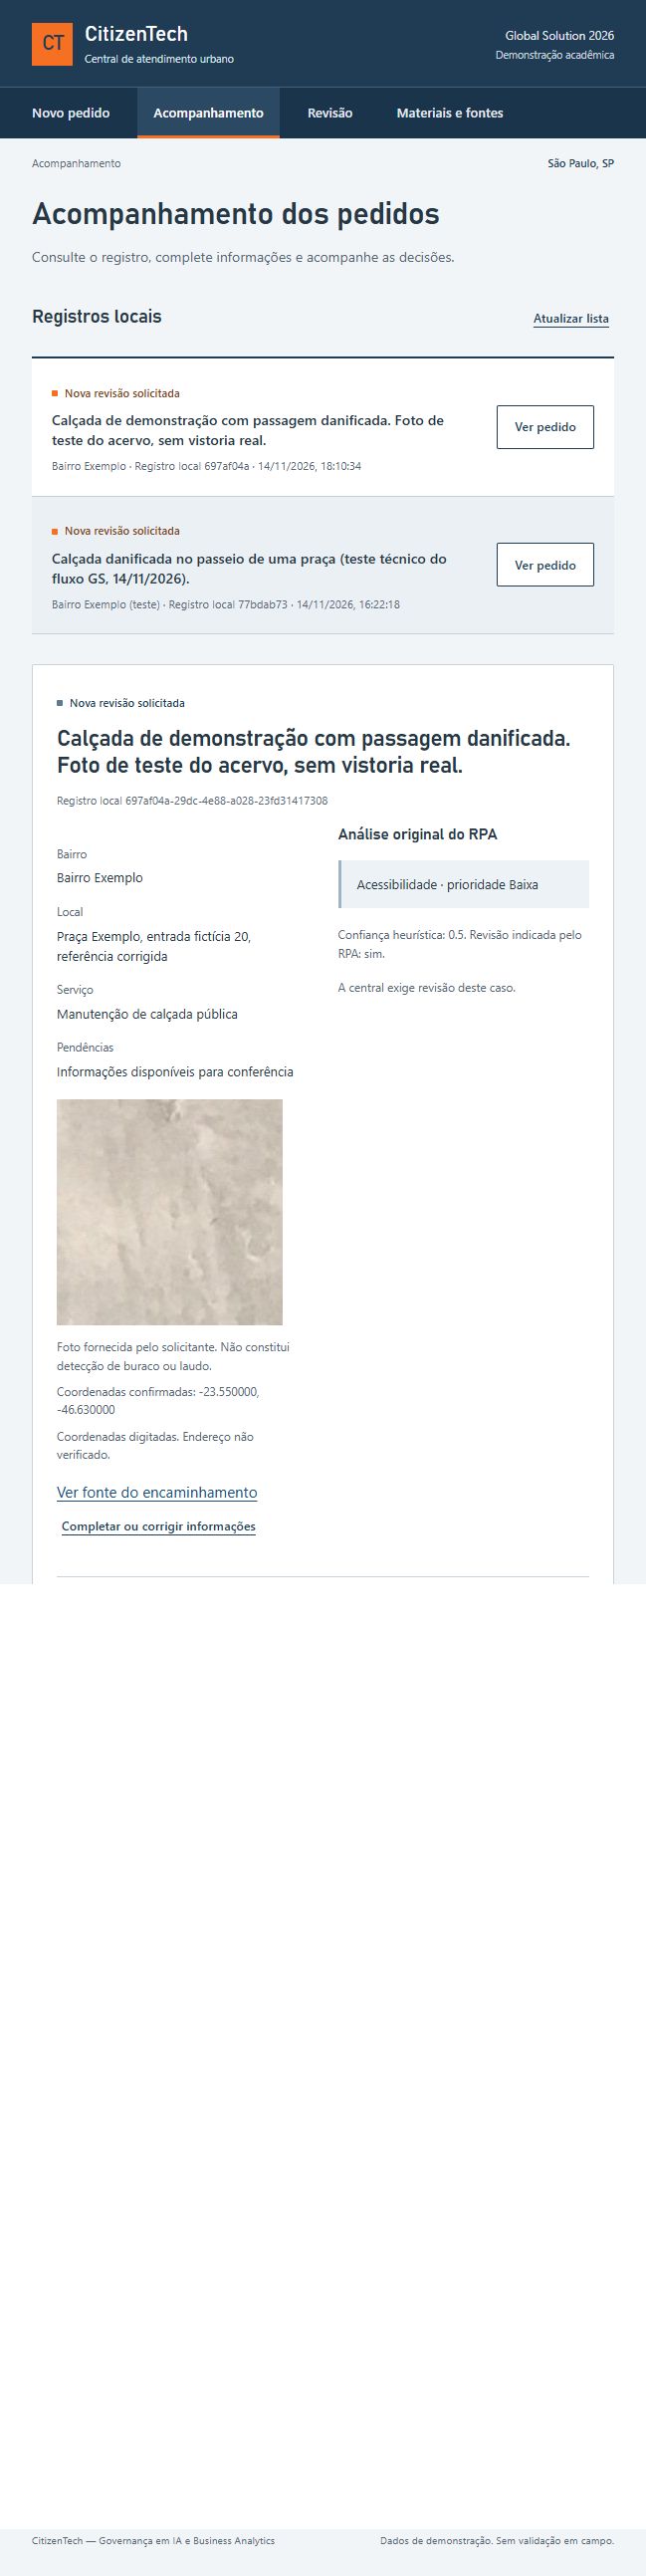 CT
CitizenTech
Central de atendimento urbano
Global Solution 2026
Demonstração acadêmica
Novo pedido
Acompanhamento
Revisão
Materiais e fontes
Acompanhamento
São Paulo, SP
Acompanhamento dos pedidos
Consulte o registro, complete informações e acompanhe as decisões.
Registros locais
Atualizar lista
Nova revisão solicitada
Calçada de demonstração com passagem danificada. Foto de
teste do acervo, sem vistoria real.
Bairro Exemplo · Registro local 697af04a · 14/11/2026, 18:10:34
Ver pedido
Nova revisão solicitada
Calçada danificada no passeio de uma praça (teste técnico do
fluxo GS, 14/11/2026).
Bairro Exemplo (teste) · Registro local 77bdab73 · 14/11/2026, 16:22:18
Ver pedido
Nova revisão solicitada
Calçada de demonstração com passagem danificada.
Foto de teste do acervo, sem vistoria real.
Registro local 697af04a-29dc-4e88-a028-23fd31417308
Bairro
Bairro Exemplo
Local
Praça Exemplo, entrada fictícia 20,
referência corrigida
Serviço
Manutenção de calçada pública
Pendências
Informações disponíveis para conferência
Foto fornecida pelo solicitante. Não constitui
detecção de buraco ou laudo.
Coordenadas confirmadas: -23.550000,
-46.630000
Coordenadas digitadas. Endereço não
verificado.
Ver fonte do encaminhamento
Completar ou corrigir informações
Análise original do RPA
Acessibilidade · prioridade Baixa
Confiança heurística: 0.5. Revisão indicada pelo
RPA: sim.
A central exige revisão deste caso.
CitizenTech — Governança em IA e Business Analytics
Dados de demonstração. Sem validação em campo.